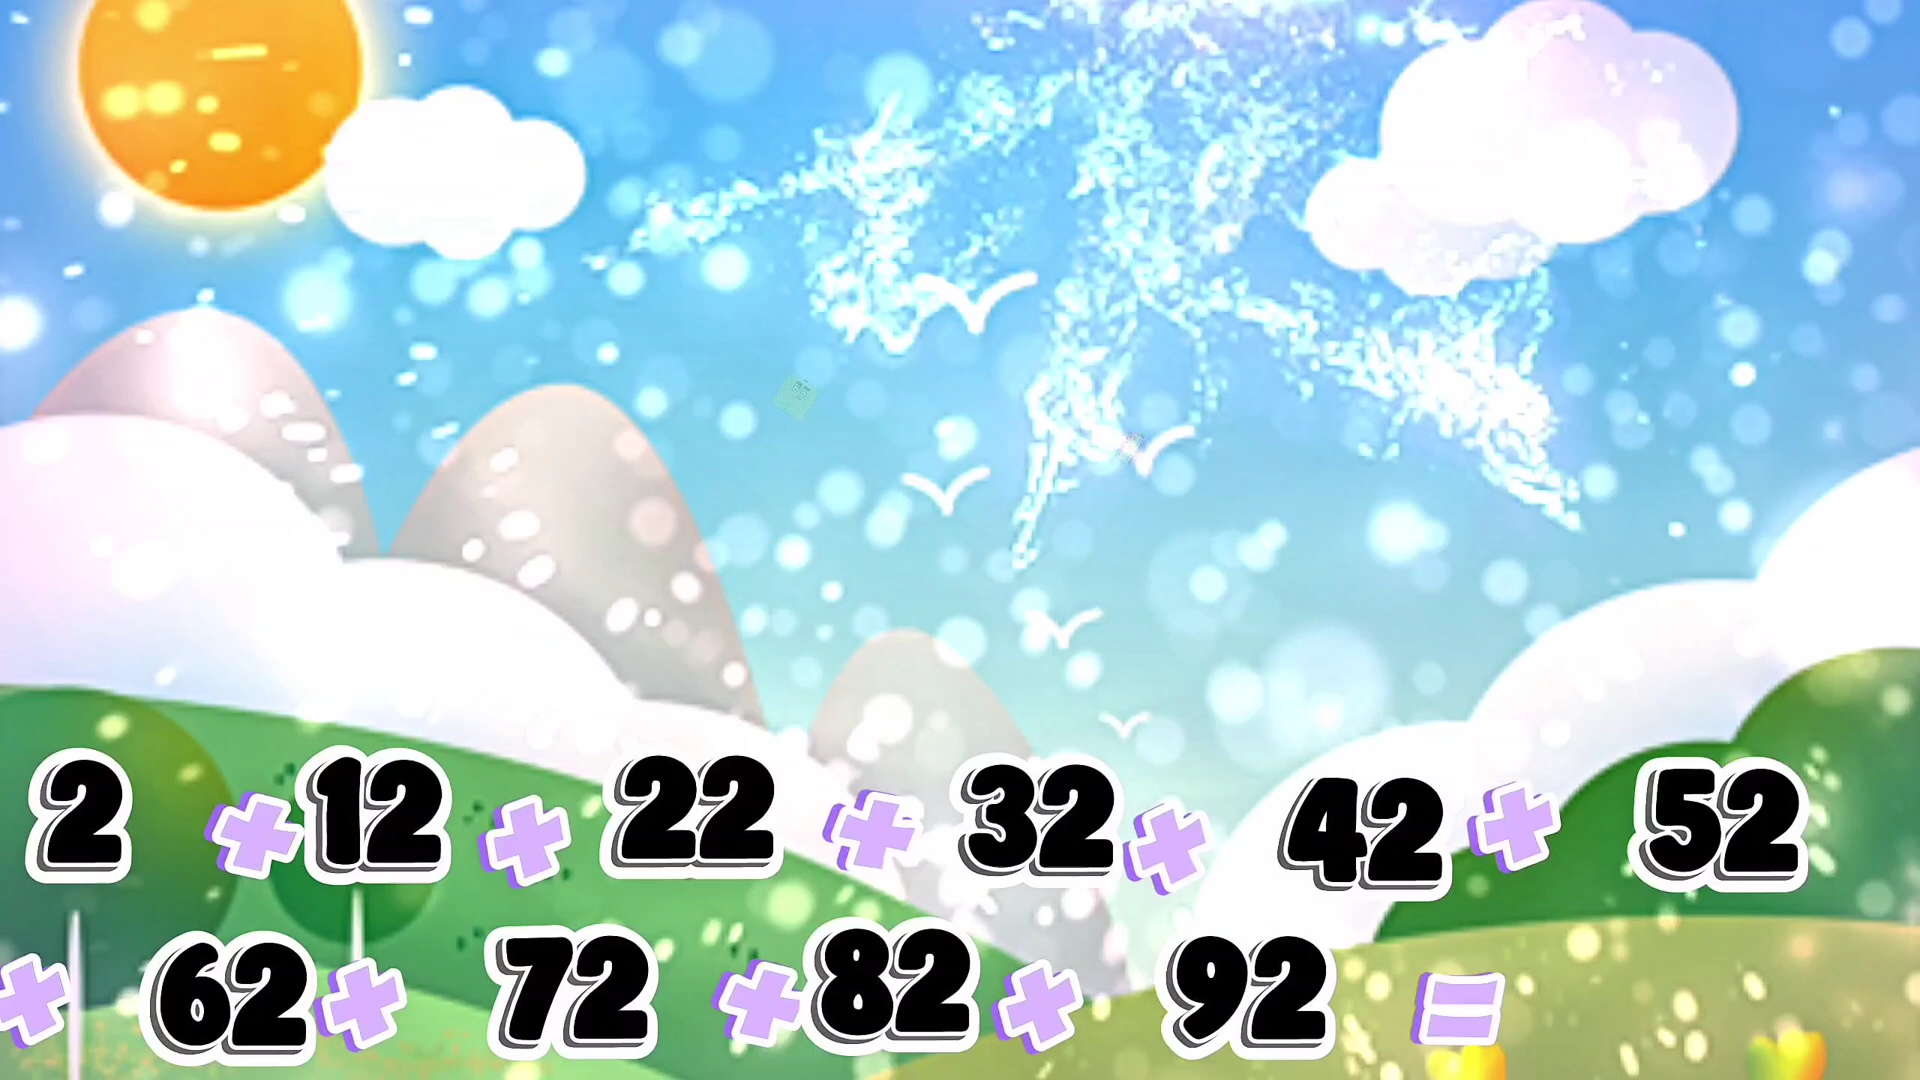 2 + 12 + 22 + 32 + 42 + 52
+ 62 + 72 + 82 + 92 =